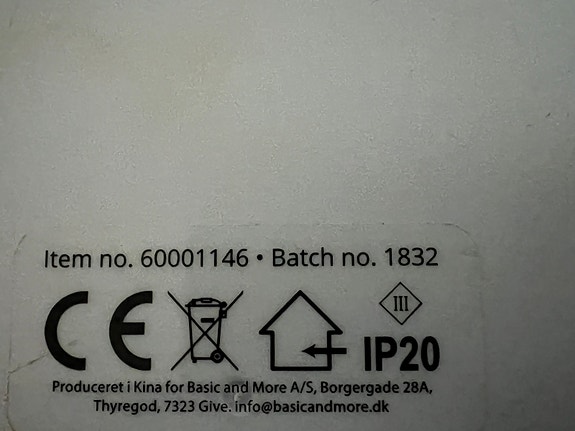 Item no. 60001146 • Batch no. 1832
CE
III
IP20
Produceret i Kina for Basic and More A/S, Borgergade 28A,
Thyregod, 7323 Give. info@basicandmore.dk